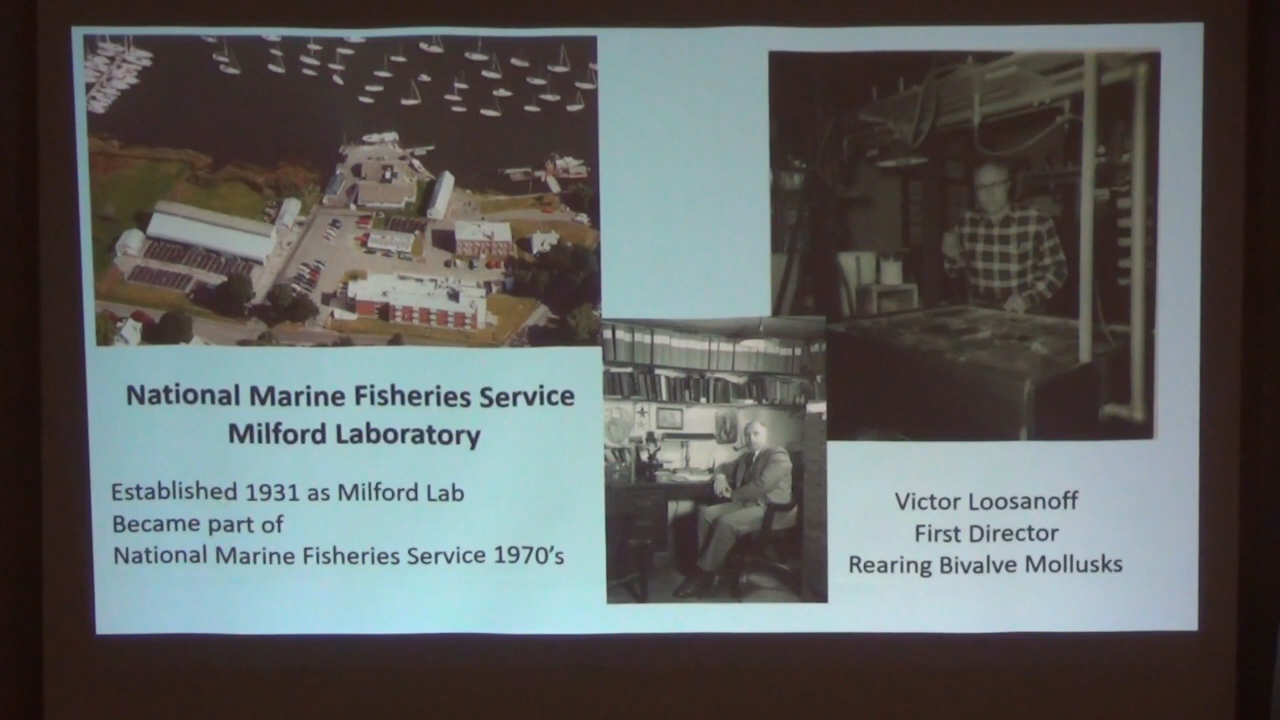 National Marine Fisheries Service
Milford Laboratory
Established 1931 as Milford Lab
Became part of
National Marine Fisheries Service 1970's
Victor Loosanoff
First Director
Rearing Bivalve Mollusks